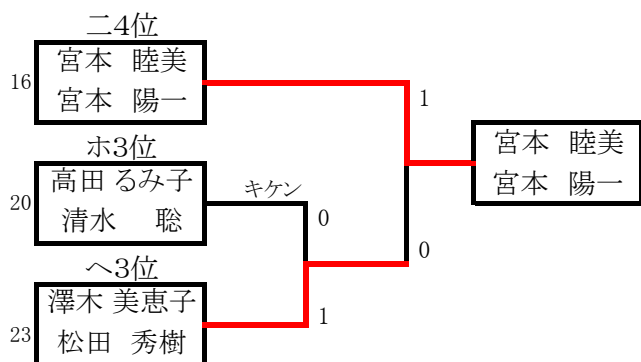 ニ4位
16
宮本 睦美
宮本 陽一
1
宮本 睦美
宮本 陽一
ホ3位
20
高田 るみ子
清水 聡
キケン
0
0
ヘ3位
23
澤木 美恵子
松田 秀樹
1